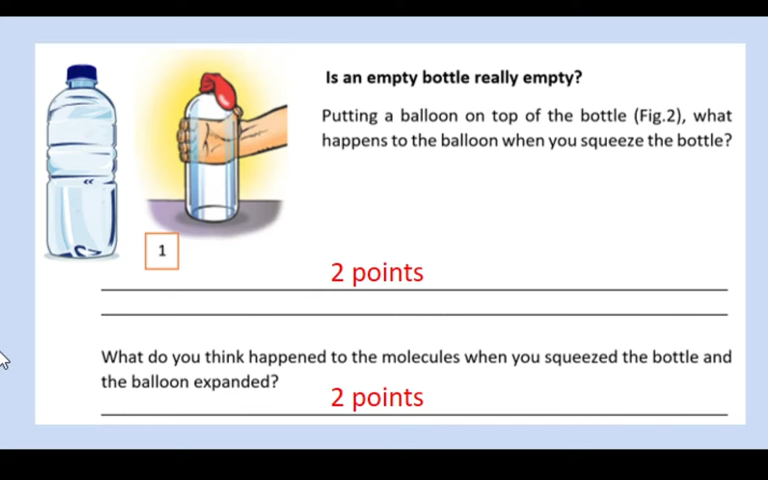 Is an empty bottle really empty?
Putting a balloon on top of the bottle (Fig.2), what
happens to the balloon when you squeeze the bottle?
1
2 points
What do you think happened to the molecules when you squeezed the bottle and
the balloon expanded?
2 points